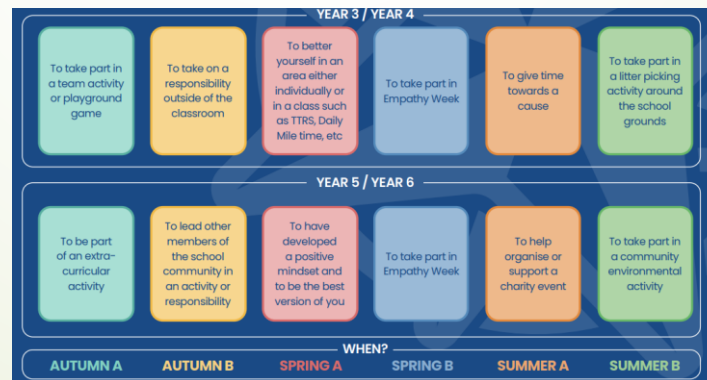 YEAR 3 / YEAR 4
To take part in
a team activity
or playground
game
To take on a
responsibility
outside of the
classroom
To better
yourself in an
area either
individually or
in a class such
as TTRS, Daily
Mile time, etc
To take part in
Empathy Week
To give time
towards a
cause
To take part in
a litter picking
activity around
the school
grounds
YEAR 5 / YEAR 6
To be part
of an extra-
curricular
activity
To lead other
members of
the school
community in
an activity or
responsibility
To have
developed
a positive
mindset and
to be the best
version of you
To take part in
Empathy Week
To help
organise or
support a
charity event
To take part in
a community
environmental
activity
WHEN?
AUTUMN A
AUTUMN B
SPRING A
SPRING B
SUMMER A
SUMMER B